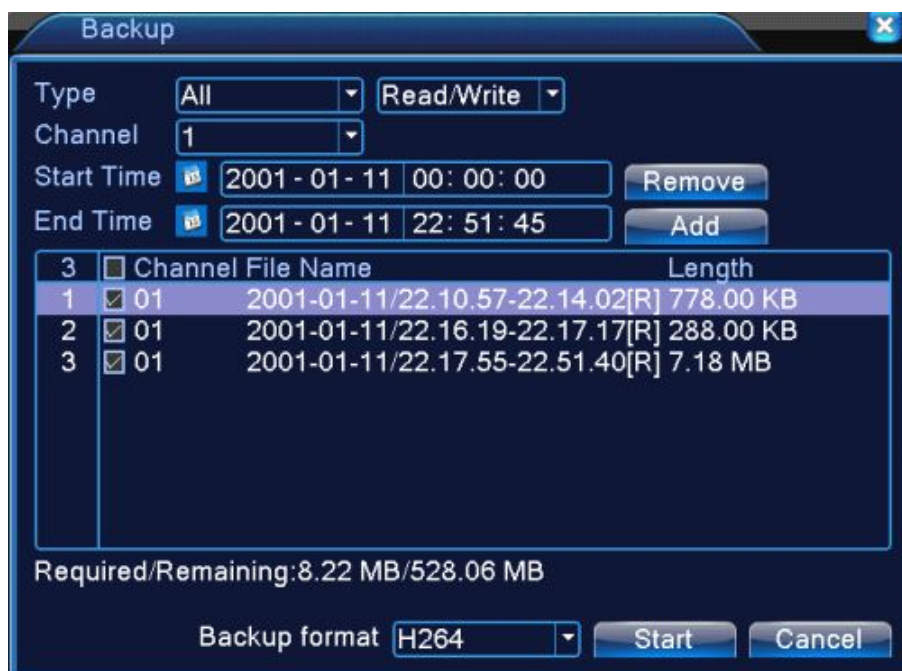 Backup
Type All Read/Write
Channel 1
Start Time 2001 - 01 - 11 00: 00: 00 Remove
End Time 2001 - 01 - 11 22: 51: 45 Add
3 Channel File Name Length
1 01 2001-01-11/22.10.57-22.14.02[R] 778.00 KB
2 01 2001-01-11/22.16.19-22.17.17[R] 288.00 KB
3 01 2001-01-11/22.17.55-22.51.40[R] 7.18 MB
Required/Remaining:8.22 MB/528.06 MB
Backup format H264 Start Cancel